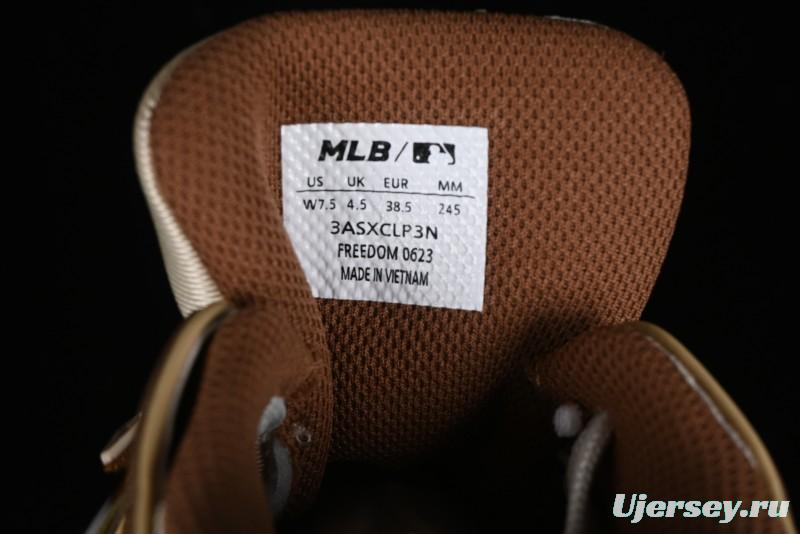 MLB /
US UK EUR MM
W7.5 4.5 38.5 245
3ASXCLP3N
FREEDOM 0623
MADE IN VIETNAM
Ujersey.ru